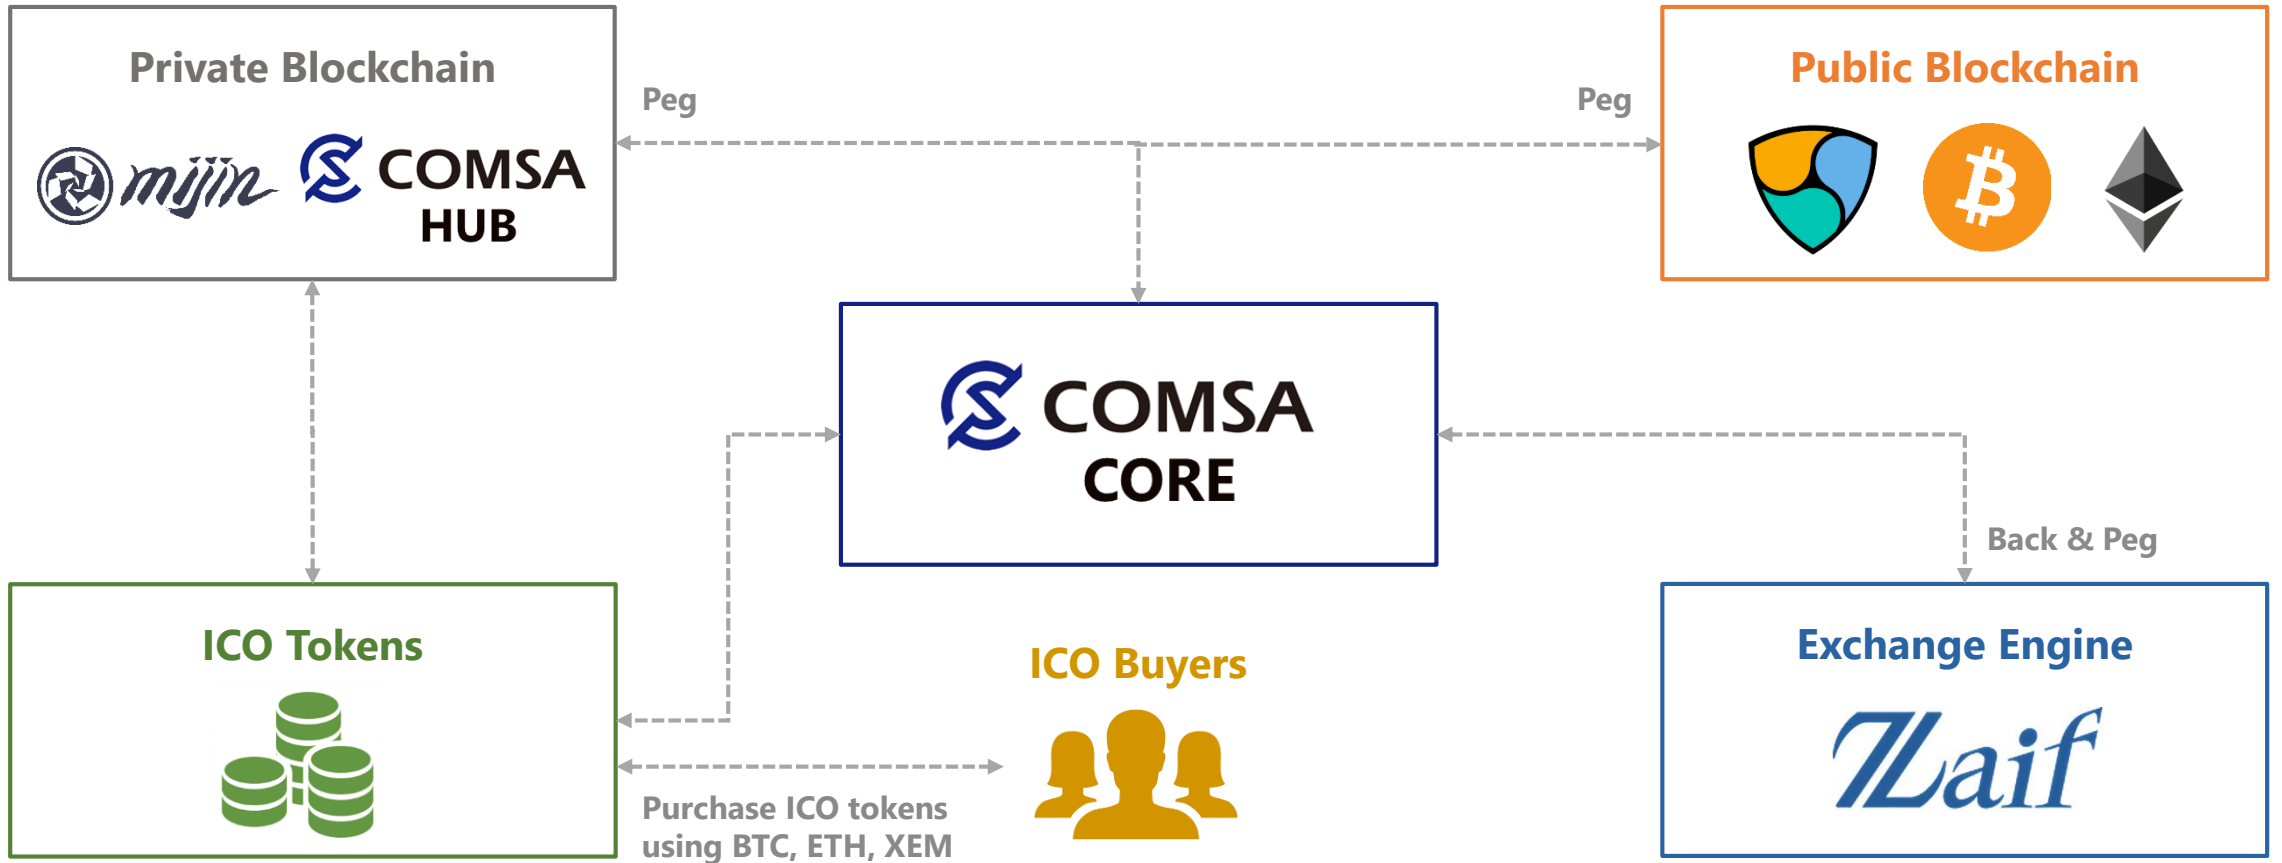 Private Blockchain
mijin
COMSA
HUB
Peg
Peg
Public Blockchain
COMSA
CORE
Back & Peg
ICO Tokens
Purchase ICO tokens
using BTC, ETH, XEM
ICO Buyers
Exchange Engine
Zaif